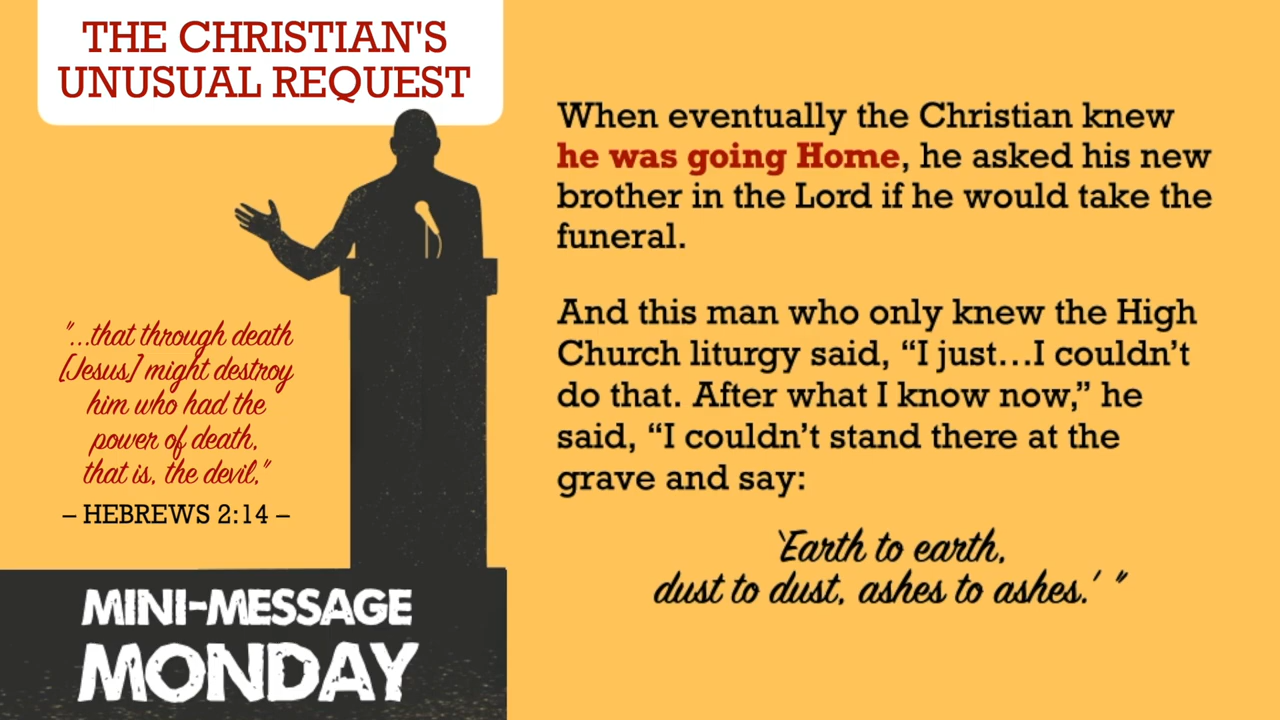 THE CHRISTIAN'S
UNUSUAL REQUEST
"...that through death
[Jesus] might destroy
him who had the
power of death,
that is, the devil,"
– HEBREWS 2:14 –
MINI-MESSAGE
MONDAY
When eventually the Christian knew
he was going Home, he asked his new
brother in the Lord if he would take the
funeral.
And this man who only knew the High
Church liturgy said, “I just...I couldn’t
do that. After what I know now,” he
said, “I couldn’t stand there at the
grave and say:
‘Earth to earth,
dust to dust, ashes to ashes.’ ”